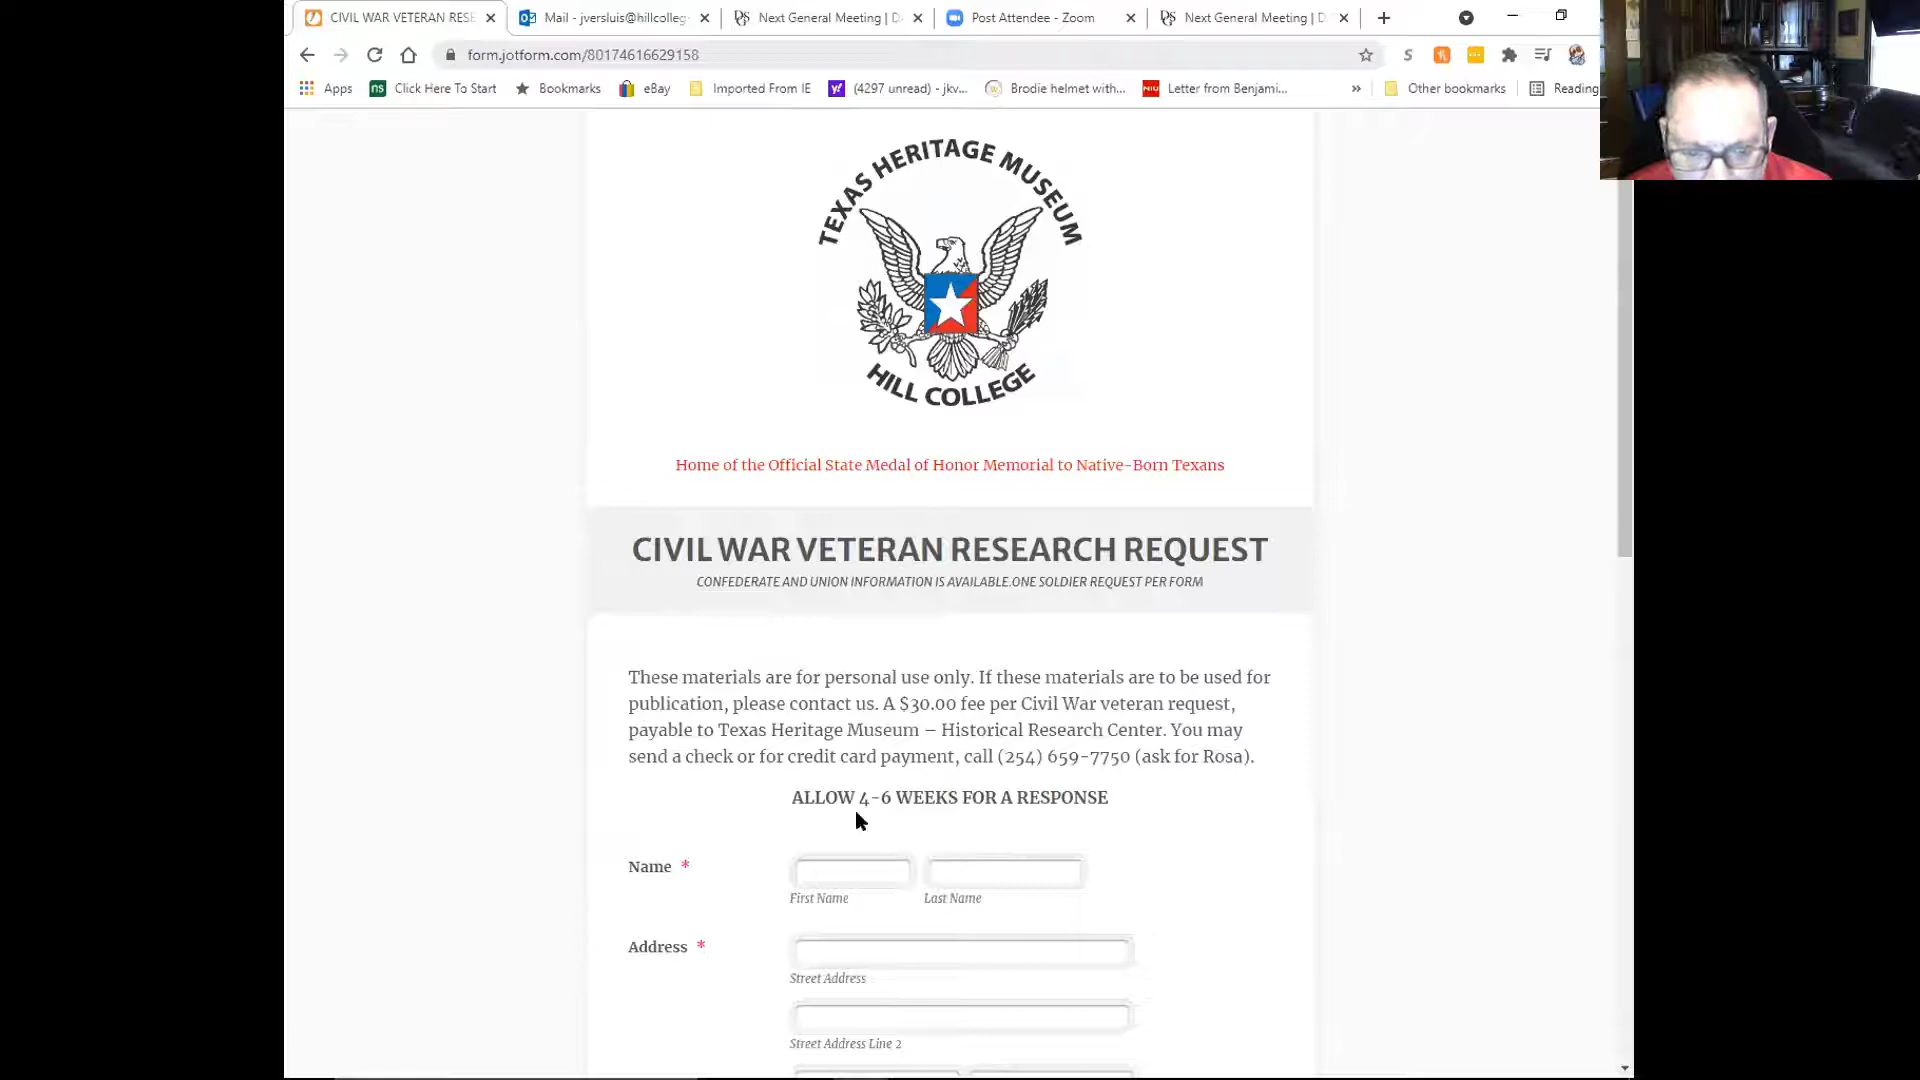 CIVIL WAR VETERAN RESE
Mail - jversluis@hillcolleg
Next General Meeting | D
Post Attendee - Zoom
Next General Meeting | D
form.jotform.com/80174616629158
Apps
Click Here To Start
Bookmarks
eBay
Imported From IE
(4297 unread) - jkv...
Brodie helmet with...
Letter from Benjami...
»
Other bookmarks
Reading
TEXAS HERITAGE MUSEUM
HILL COLLEGE
Home of the Official State Medal of Honor Memorial to Native-Born Texans
CIVIL WAR VETERAN RESEARCH REQUEST
CONFEDERATE AND UNION INFORMATION IS AVAILABLE.ONE SOLDIER REQUEST PER FORM
These materials are for personal use only. If these materials are to be used for
publication, please contact us. A $30.00 fee per Civil War veteran request,
payable to Texas Heritage Museum – Historical Research Center. You may
send a check or for credit card payment, call (254) 659-7750 (ask for Rosa).
ALLOW 4-6 WEEKS FOR A RESPONSE
Name *
First Name
Last Name
Address *
Street Address
Street Address Line 2